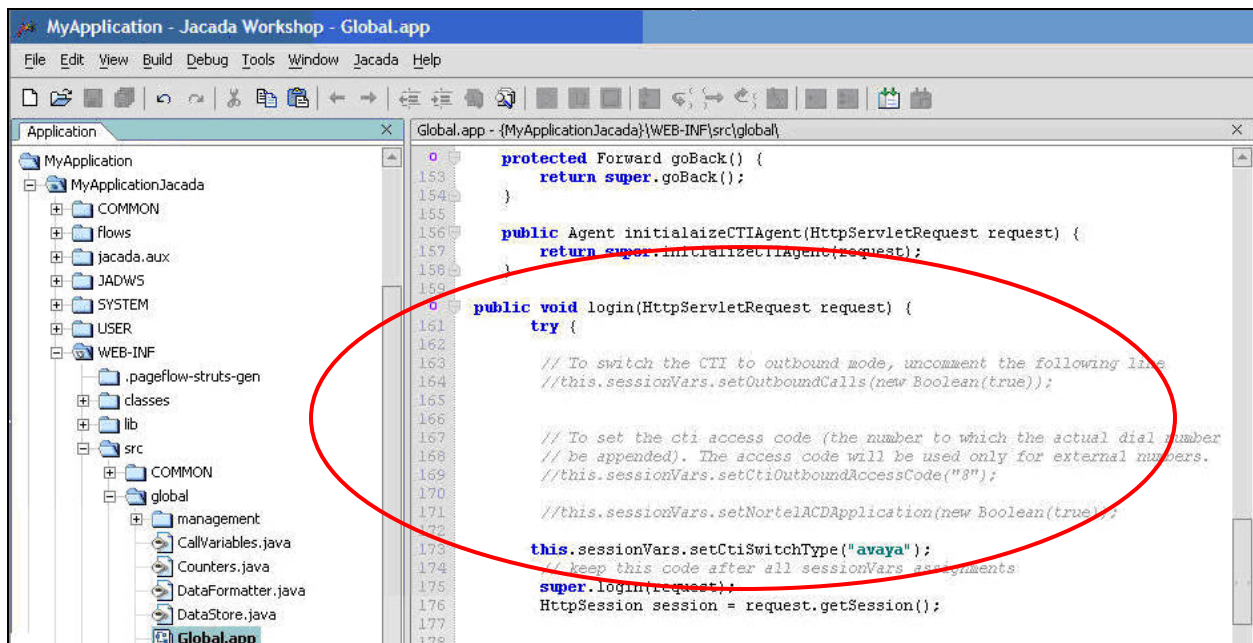 MyApplication - Jacada Workshop - Global.app
File Edit View Build Debug Tools Window Jacada Help
Application
Global.app - {MyApplicationJacada}\WEB-INF\src\global\
MyApplication
MyApplicationJacada
COMMON
flows
jacada.aux
JADWS
SYSTEM
USER
WEB-INF
.pageflow-struts-gen
classes
lib
src
COMMON
global
management
CallVariables.java
Counters.java
DataFormatter.java
DataStore.java
Global.app
protected Forward goBack() {
153 return super.goBack();
154 }
155
156 public Agent initialaizeCTIAgent(HttpServletRequest request) {
157 return super.initializeCTIAgent(request);
158 }
159
public void login(HttpServletRequest request) {
161 try {
162
163 // To switch the CTI to outbound mode, uncomment the following line
164 //this.sessionVars.setOutboundCalls(new Boolean(true));
165
166
167 // To set the cti access code (the number to which the actual dial number
168 // be appended). The access code will be used only for external numbers.
169 //this.sessionVars.setCtiOutboundAccessCode("8");
170
171 //this.sessionVars.setNortelACDApplication(new Boolean(true));
172
173 this.sessionVars.setCtiSwitchType("avaya");
174 // keep this code after all sessionVars assignments
175 super.login(request);
176 HttpSession session = request.getSession();
177
178